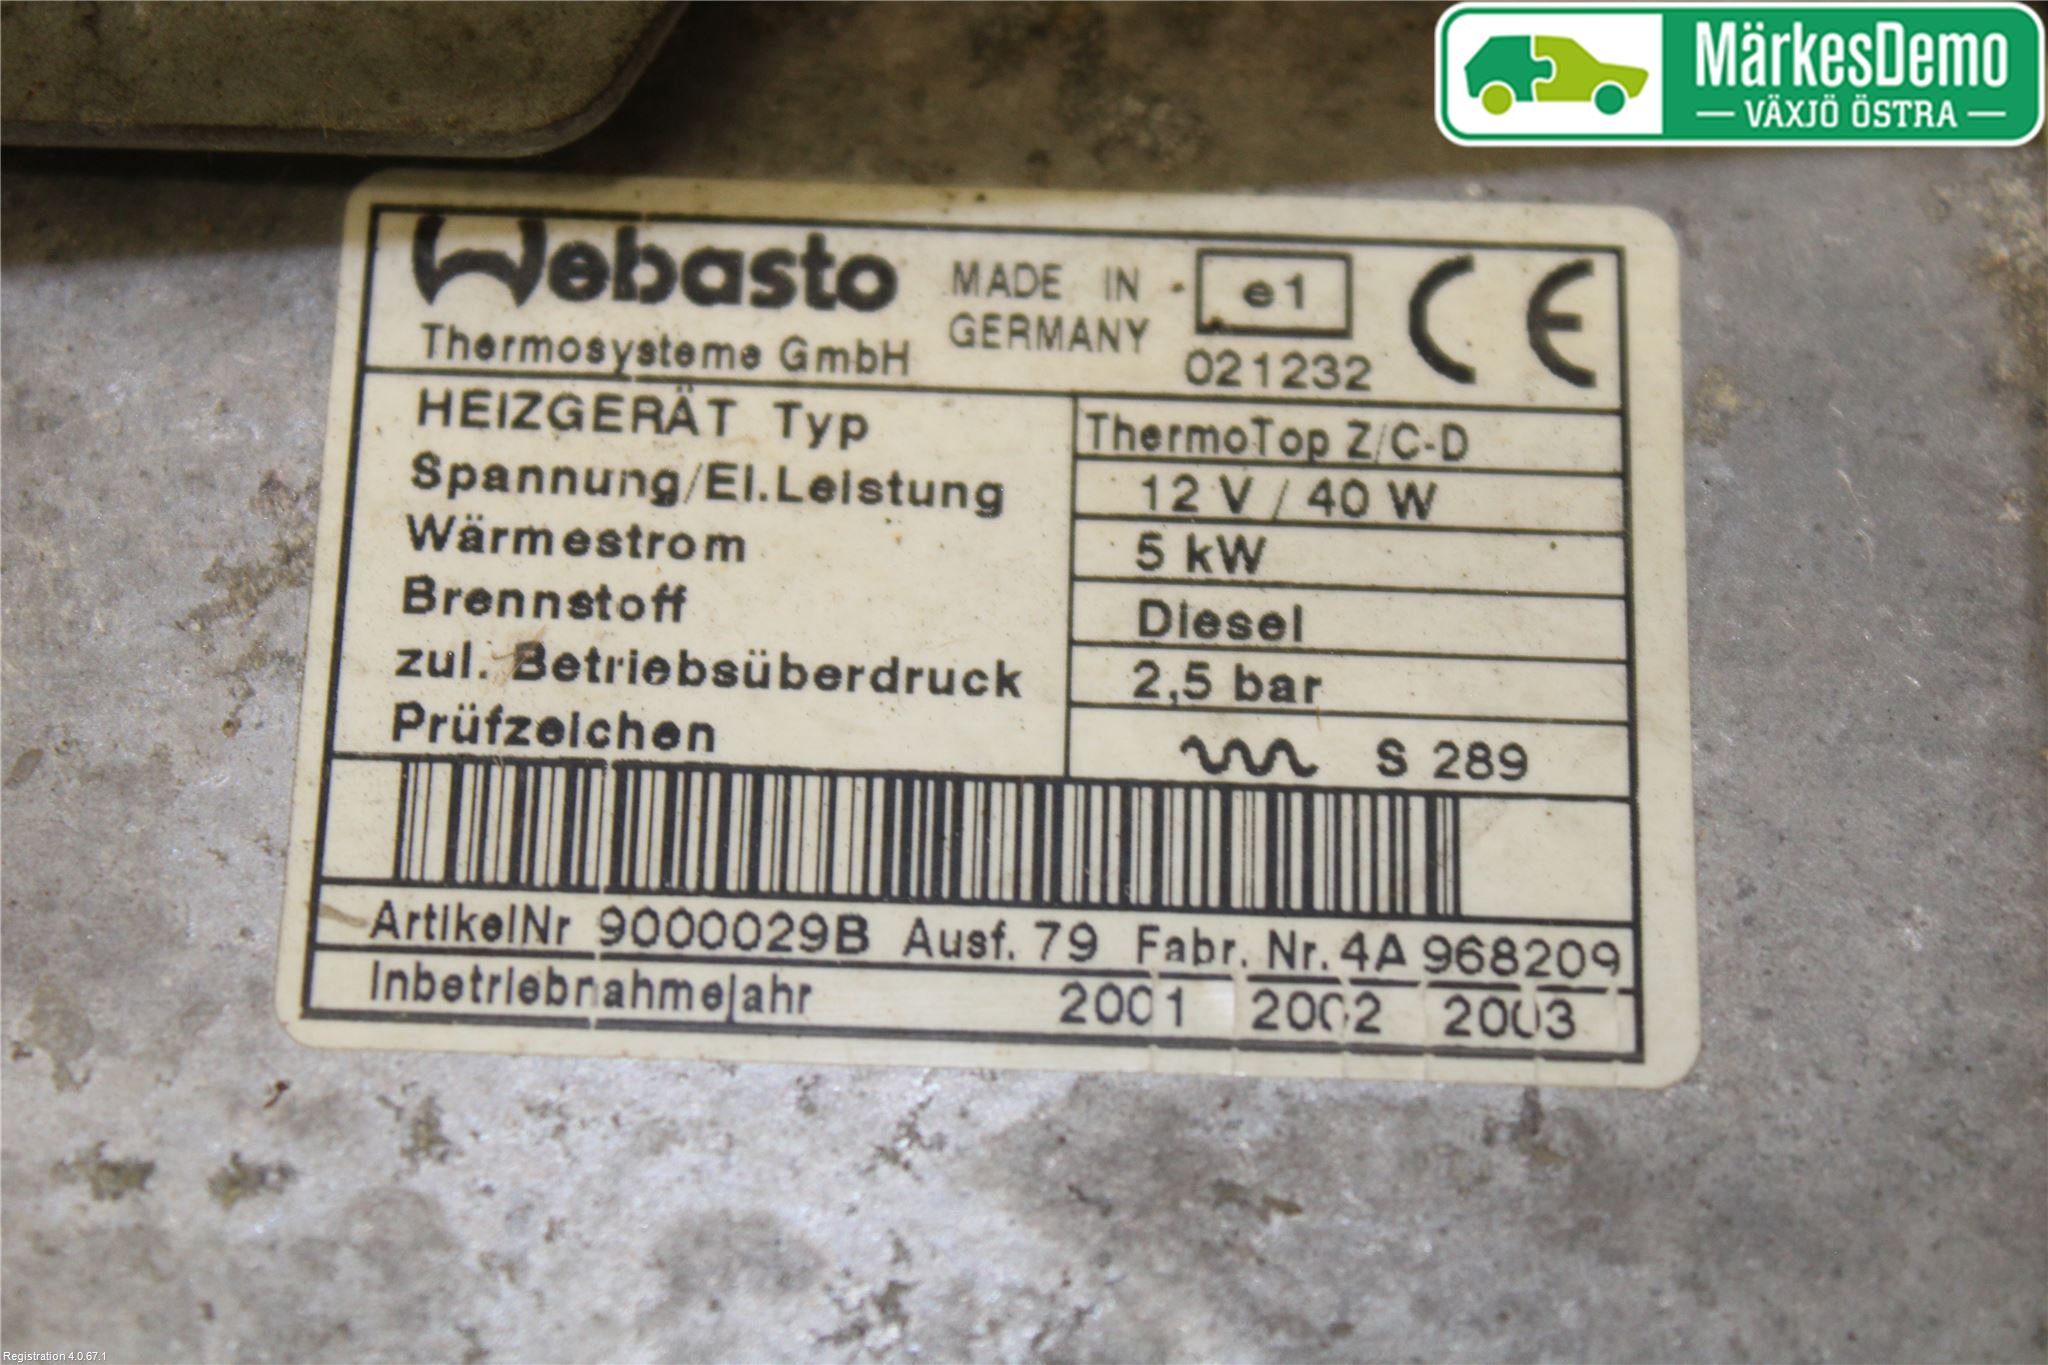 MärkesDemo
VÄXJÖ ÖSTRA
Webasto
Thermosysteme GmbH
MADE IN
GERMANY
e1
021232
CE
HEIZGERÄT Typ ThermoTop Z/C-D
Spannung/El.Leistung 12 V / 40 W
Wärmestrom 5 kW
Brennstoff Diesel
zul. Betriebsüberdruck 2,5 bar
Prüfzeichen S 289
ArtikelNr 9000029B Ausf. 79 Fabr. Nr. 4A 968209
Inbetriebnahmejahr 2001 2002 2003
Registration 4.0.67.1